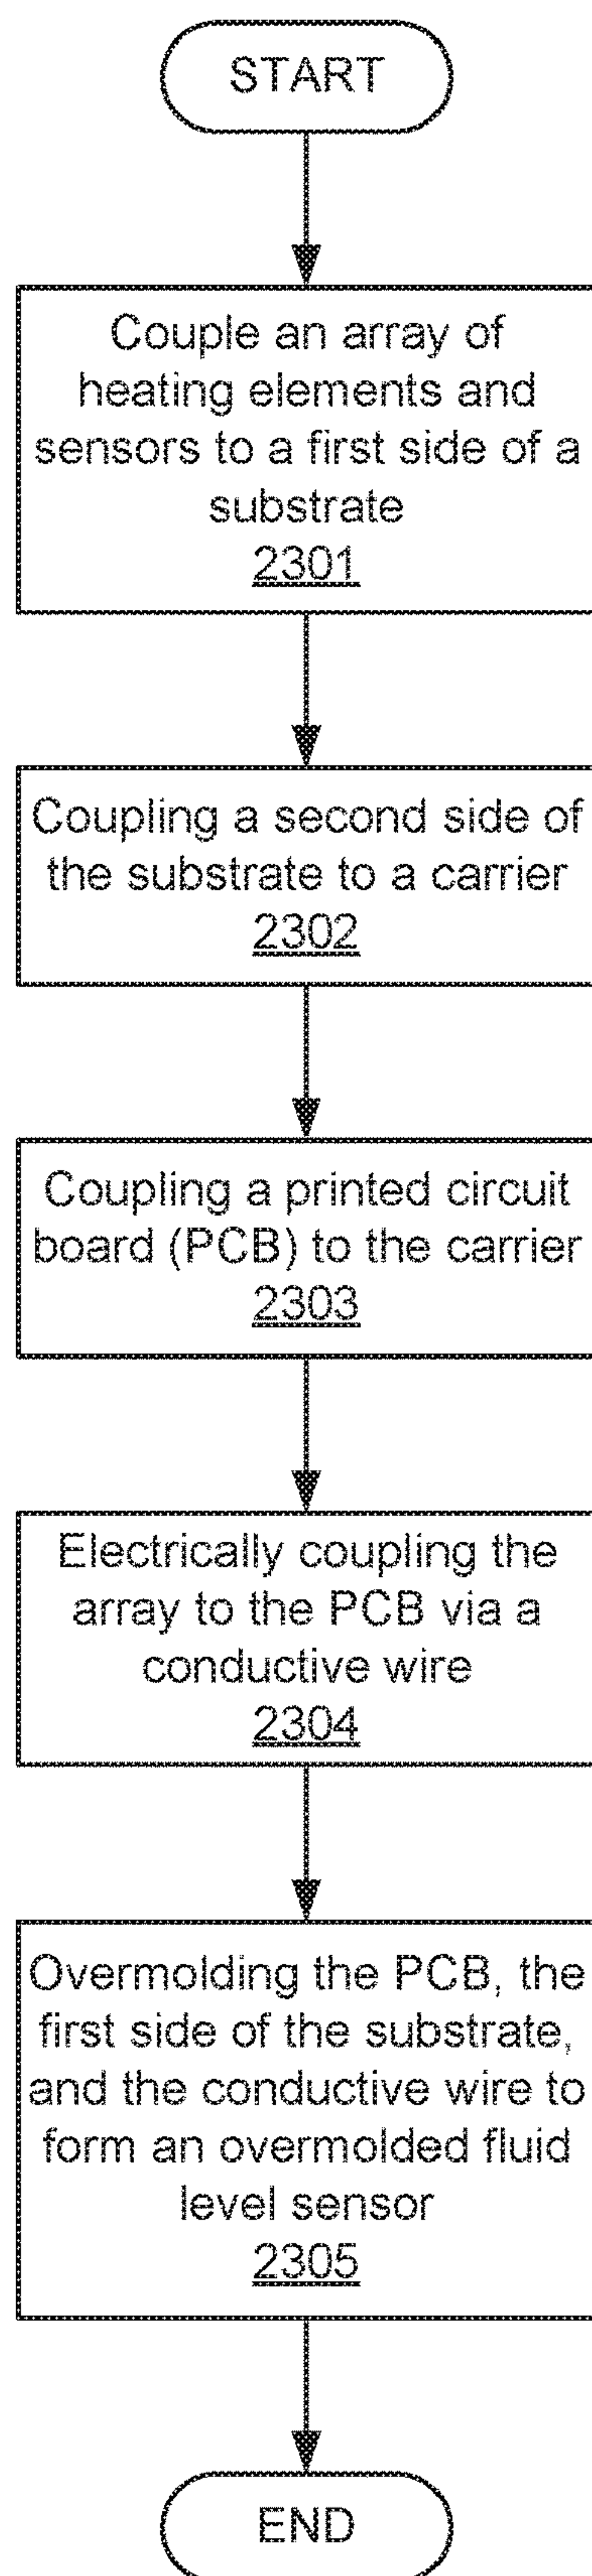 START
Couple an array of
heating elements and
sensors to a first side of a
substrate
2301
Coupling a second side of
the substrate to a carrier
2302
Coupling a printed circuit
board (PCB) to the carrier
2303
Electrically coupling the
array to the PCB via a
conductive wire
2304
Overmolding the PCB, the
first side of the substrate,
and the conductive wire to
form an overmolded fluid
level sensor
2305
END